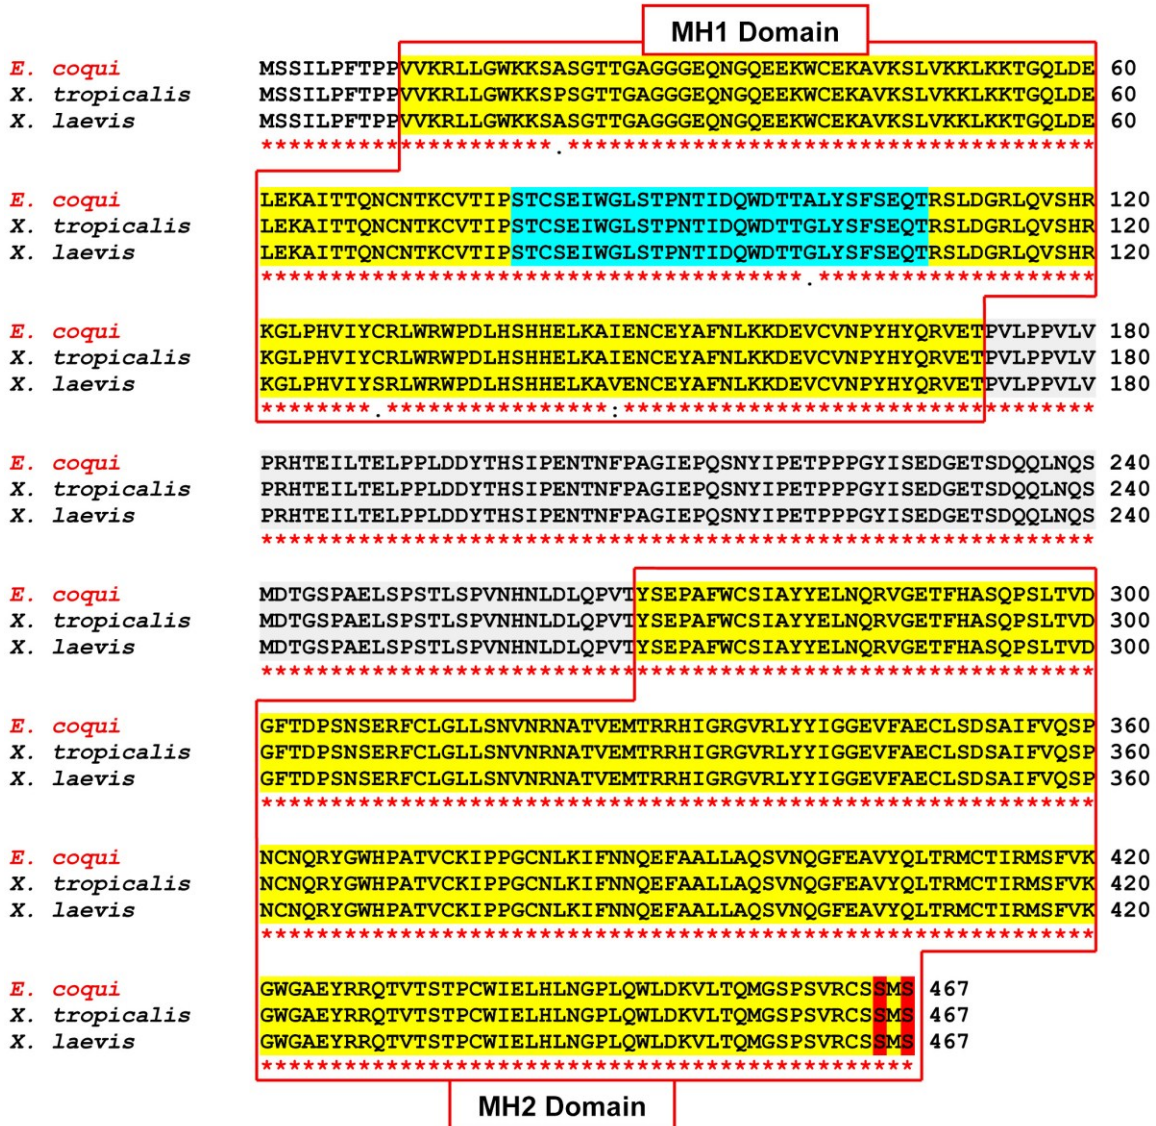 MH1 Domain
E. coqui MSSILPFTPPVVKRLLGWKKSASGTTGAGGGEQNGQEEKWCEKAVKSLVKKLKKTGQLDE 60
X. tropicalis MSSILPFTPPVVKRLLGWKKSPSGTTGAGGGEQNGQEEKWCEKAVKSLVKKLKKTGQLDE 60
X. laevis MSSILPFTPPVVKRLLGWKKSASGTTGAGGGEQNGQEEKWCEKAVKSLVKKLKKTGQLDE 60
*********************.**************************************
E. coqui LEKAITTQNCNTKCVTIPSTCSEIWGLSTPNTIDQWDTTALYSFSEQTRSLDGRLQVSHR 120
X. tropicalis LEKAITTQNCNTKCVTIPSTCSEIWGLSTPNTIDQWDTTGLYSFSEQTRSLDGRLQVSHR 120
X. laevis LEKAITTQNCNTKCVTIPSTCSEIWGLSTPNTIDQWDTTGLYSFSEQTRSLDGRLQVSHR 120
***************************************.********************
E. coqui KGLPHVIYCRLWRWPDLHSHHELKAIENCEYAFNLKKDEVCVNPYHYQRVETPVLPPVLV 180
X. tropicalis KGLPHVIYCRLWRWPDLHSHHELKAIENCEYAFNLKKDEVCVNPYHYQRVETPVLPPVLV 180
X. laevis KGLPHVIYSRLWRWPDLHSHHELKAVENCEYAFNLKKDEVCVNPYHYQRVETPVLPPVLV 180
********.****************:**********************************
E. coqui PRHTEILTELPPLDDYTHSIPENTNFPAGIEPQSNYIPETPPPGYISEDGETSDQQLNQS 240
X. tropicalis PRHTEILTELPPLDDYTHSIPENTNFPAGIEPQSNYIPETPPPGYISEDGETSDQQLNQS 240
X. laevis PRHTEILTELPPLDDYTHSIPENTNFPAGIEPQSNYIPETPPPGYISEDGETSDQQLNQS 240
************************************************************
E. coqui MDTGSPAELSPSTLSPVNHNLDLQPVTYSEPAFWCSIAYYELNQRVGETFHASQPSLTVD 300
X. tropicalis MDTGSPAELSPSTLSPVNHNLDLQPVTYSEPAFWCSIAYYELNQRVGETFHASQPSLTVD 300
X. laevis MDTGSPAELSPSTLSPVNHNLDLQPVTYSEPAFWCSIAYYELNQRVGETFHASQPSLTVD 300
************************************************************
E. coqui GFTDPSNSERFCLGLLSNVNRNATVEMTRRHIGRGVRLYYIGGEVFAECLSDSAIFVQSP 360
X. tropicalis GFTDPSNSERFCLGLLSNVNRNATVEMTRRHIGRGVRLYYIGGEVFAECLSDSAIFVQSP 360
X. laevis GFTDPSNSERFCLGLLSNVNRNATVEMTRRHIGRGVRLYYIGGEVFAECLSDSAIFVQSP 360
************************************************************
E. coqui NCNQRYGWHPATVCKIPPGCNLKIFNNQEFAALLAQSVNQGFEAVYQLTRMCTIRMSFVK 420
X. tropicalis NCNQRYGWHPATVCKIPPGCNLKIFNNQEFAALLAQSVNQGFEAVYQLTRMCTIRMSFVK 420
X. laevis NCNQRYGWHPATVCKIPPGCNLKIFNNQEFAALLAQSVNQGFEAVYQLTRMCTIRMSFVK 420
************************************************************
E. coqui GWGAEYRRQTVTSTPCWIELHLNGPLQWLDKVLTQMGSPSVRCSSMS 467
X. tropicalis GWGAEYRRQTVTSTPCWIELHLNGPLQWLDKVLTQMGSPSVRCSSMS 467
X. laevis GWGAEYRRQTVTSTPCWIELHLNGPLQWLDKVLTQMGSPSVRCSSMS 467
***********************************************
MH2 Domain